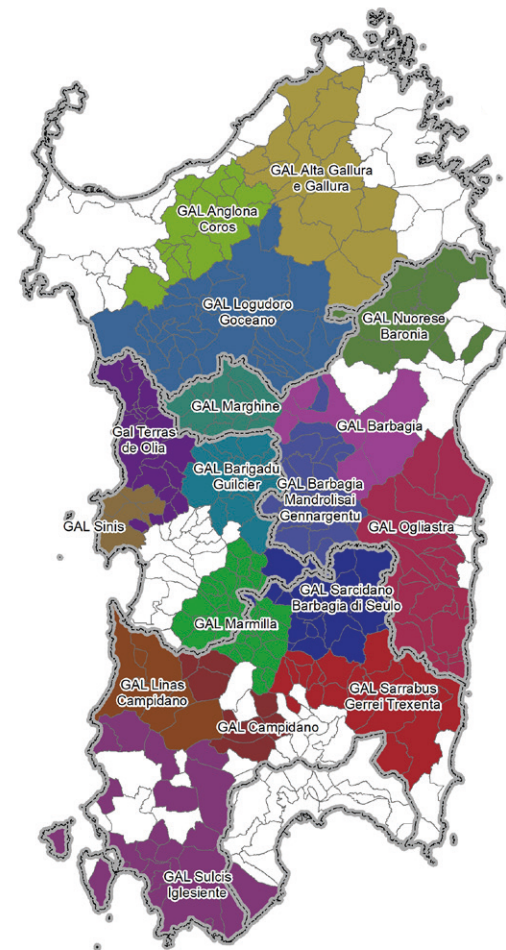 GAL Alta Gallura
e Gallura
GAL Anglona
Coros
GAL Logudoro
Goceano
GAL Nuorese
Baronia
GAL Marghine
GAL Barbagia
Gal Terras
de Olia
GAL Barigadu
Guilcier
GAL Barbagia
Mandrolisai
Gennargentu
GAL Sinis
GAL Ogliastra
GAL Sarcidano
Barbagia di Seulo
GAL Marmilla
GAL Linas
Campidano
GAL Sarrabus
Gerrei Trexenta
GAL Campidano
GAL Sulcis
Iglesiente